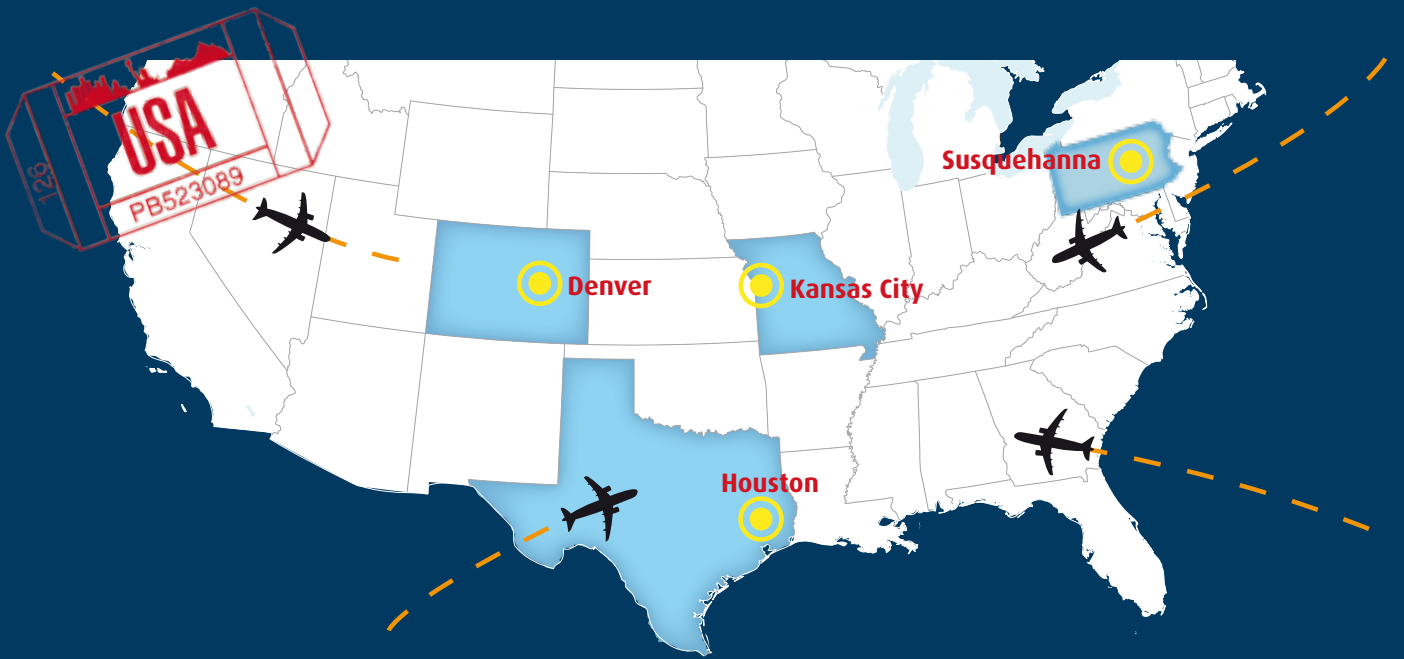 USA
PB523089
126
Susquehanna
Denver
Kansas City
Houston